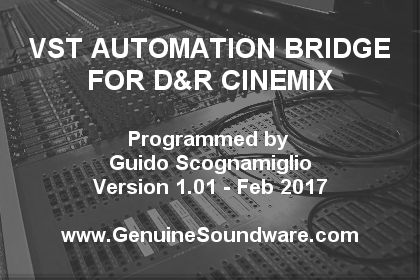 VST AUTOMATION BRIDGE
FOR D&R CINEMIX
Programmed by
Guido Scognamiglio
Version 1.01 - Feb 2017
www.GenuineSoundware.com